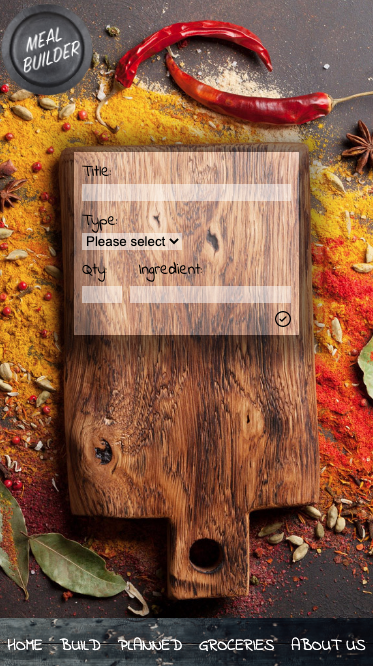 MEAL
BUILDER
Title:
Type:
Please select
Qty Ingredient:
HOME BUILD PLANNED GROCERIES ABOUT US